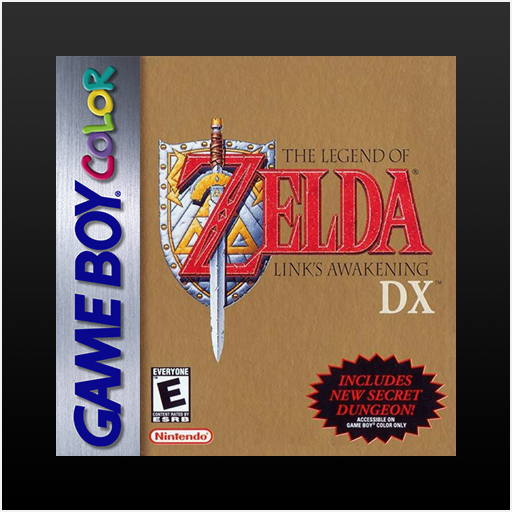 GAME BOY COLOR
THE LEGEND OF
ZELDA®
LINK'S AWAKENING
DX™
INCLUDES
NEW SECRET
DUNGEON!
ACCESSIBLE ON
GAME BOY® COLOR ONLY
EVERYONE
E
CONTENT RATED BY
ESRB
Nintendo®